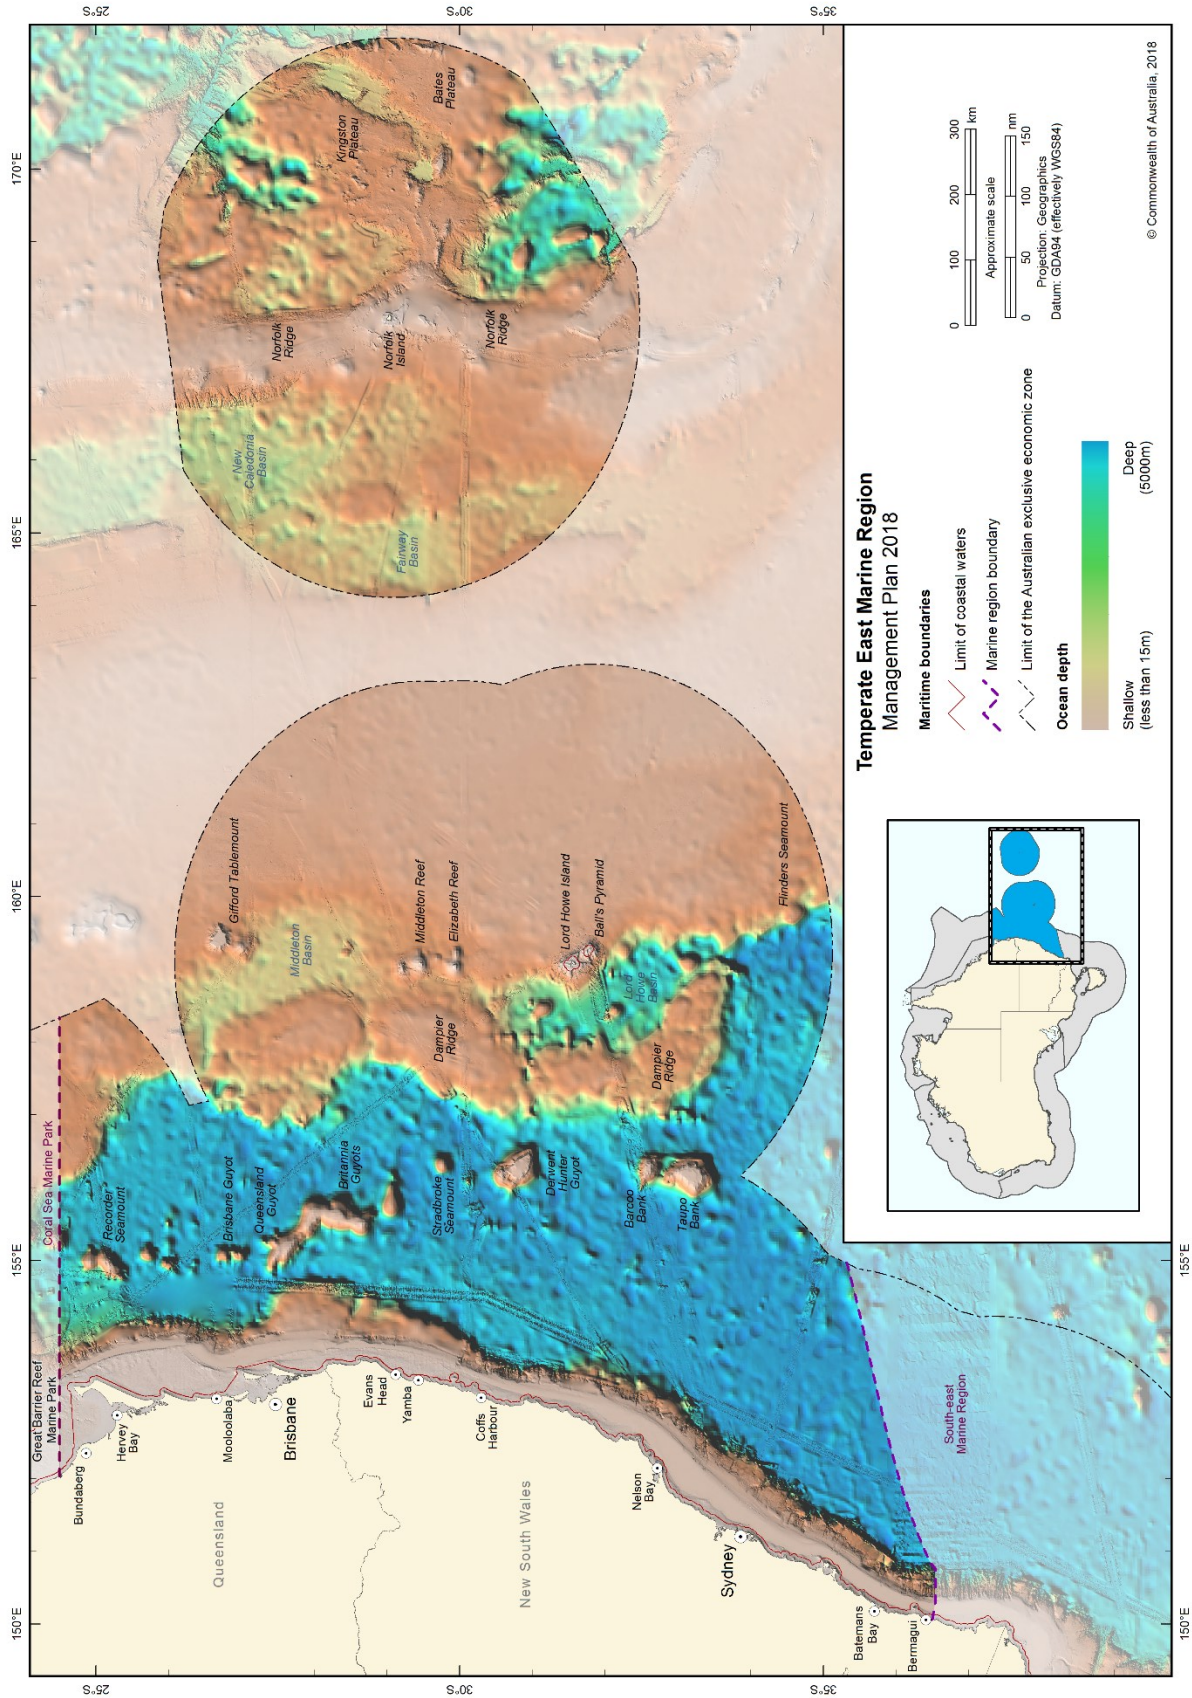 150°E
155°E
160°E
165°E
170°E
25°S
30°S
35°S
25°S
30°S
35°S
150°E
155°E
Great Barrier Reef
Marine Park
Coral Sea Marine Park
Bundaberg
Hervey
Bay
Mooloolaba
Brisbane
Queensland
Evans
Head
Yamba
Coffs
Harbour
New South Wales
Nelson
Bay
Sydney
Batemans
Bay
Bermagui
South-east
Marine Region
Recorder
Seamount
Brisbane Guyot
Queensland
Guyot
Britannia
Guyots
Stradbroke
Seamount
Derwent
Hunter
Guyot
Barcoo
Bank
Taupo
Bank
Gifford Tablemount
Middleton
Basin
Middleton Reef
Elizabeth Reef
Dampier
Ridge
Lord Howe Island
Ball's Pyramid
Lord
Howe
Basin
Dampier
Ridge
Flinders Seamount
New
Caledonia
Basin
Fairway
Basin
Norfolk
Ridge
Norfolk
Island
Norfolk
Ridge
Kingston
Plateau
Bates
Plateau
Temperate East Marine Region
Management Plan 2018
Maritime boundaries
Limit of coastal waters
Marine region boundary
Limit of the Australian exclusive economic zone
Ocean depth
Shallow
(less than 15m)
Deep
(5000m)
0 100 200 300
km
Approximate scale
nm
0 50 100 150
Projection: Geographics
Datum: GDA94 (effectively WGS84)
© Commonwealth of Australia, 2018